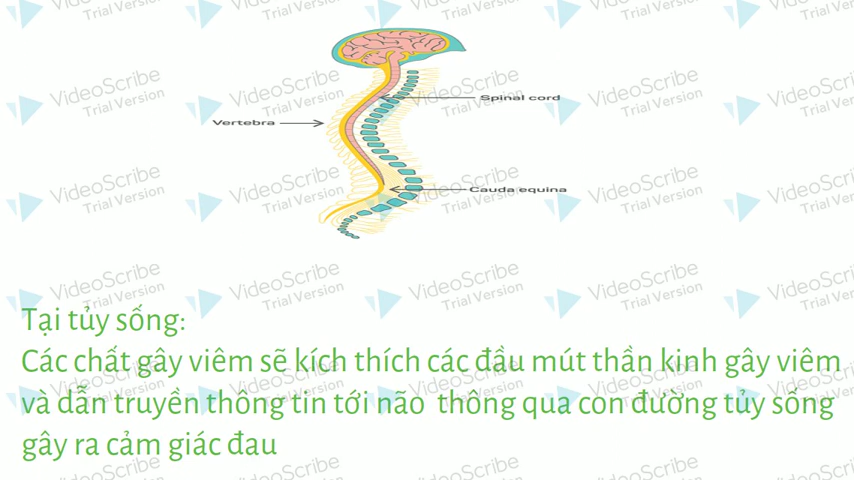 Spinal cord
Vertebra
Cauda equina
Tại tủy sống:
Các chất gây viêm sẽ kích thích các đầu mút thần kinh gây viêm
và dẫn truyền thông tin tới não thông qua con đường tủy sống
gây ra cảm giác đau
VideoScribe
Trial Version